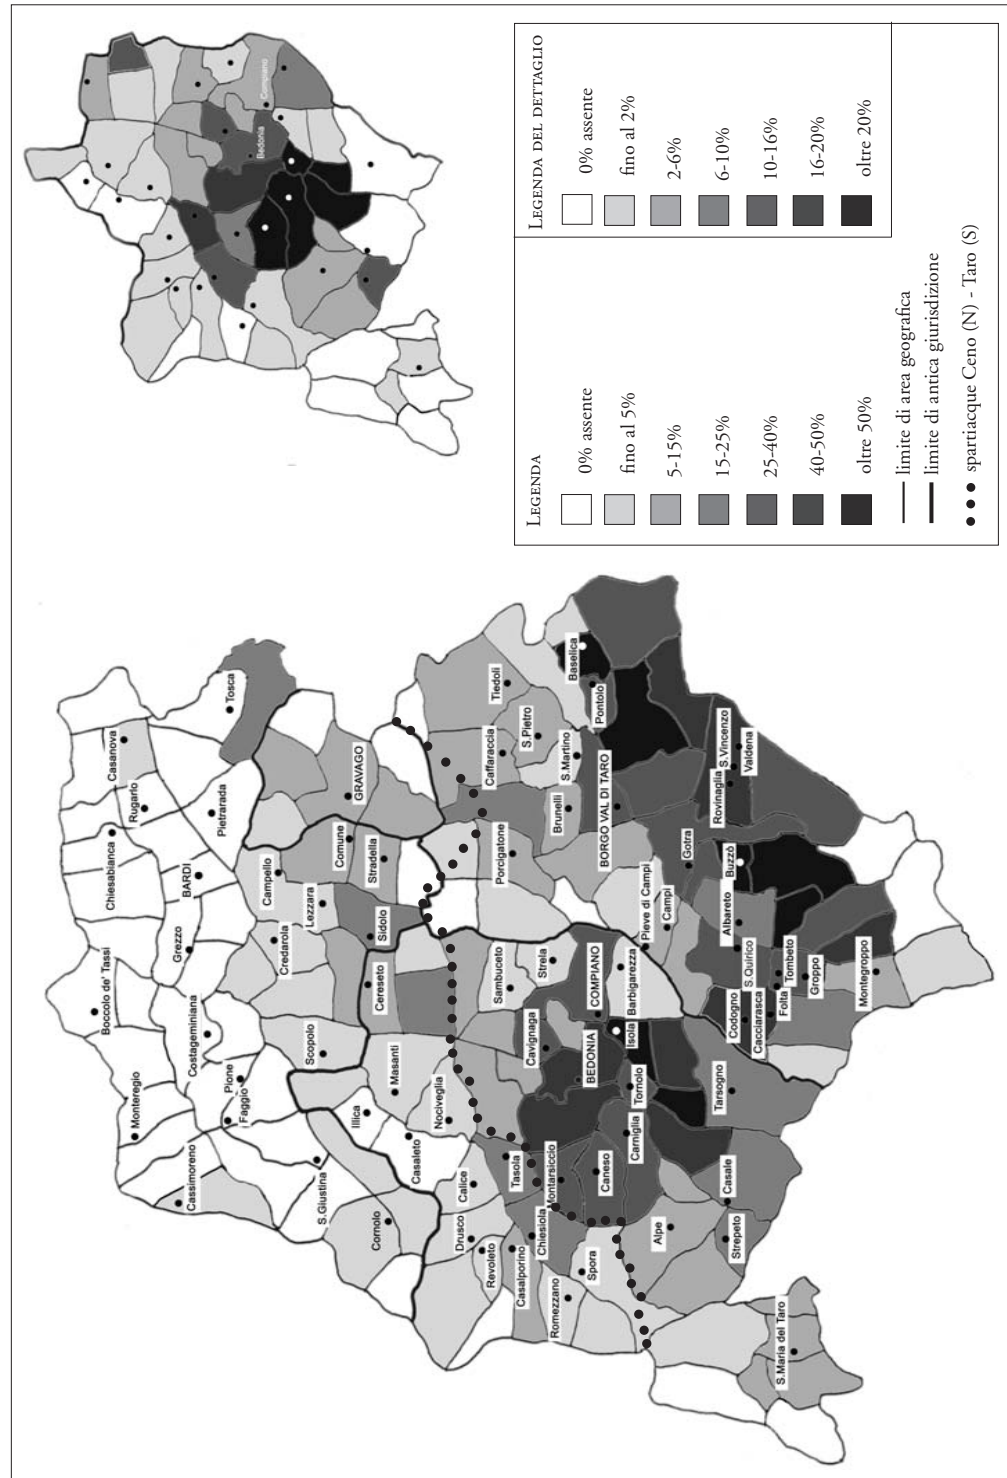 Boccolo de' Tasi
Monteregio
Chiesabianca
Casanova
Rugarlo
Cassimoreno
Costageminiana
Grezzo
BARDI
Pietrarada
Tosca
Pione
Faggio
S.Giustina
Scopolo
Credarola
Campello
Lezzara
Comune
GRAVAGO
Stradella
Sidolo
Cornolo
Illica
Casaleto
Masanti
Cereseto
Nociveglia
Calice
Drusco
Revoleto
Casalporino
Tasola
Chiesiola
Montarsiccio
Romezzano
Spora
Caneso
Carniglia
Tornolo
Cavignaga
BEDONIA
Isola
COMPIANO
Sambuceto
Strela
Barbigarezza
Porcigatone
Caffaraccia
Tiedoli
S.Pietro
S.Martino
Brunelli
Baselica
Pontolo
BORGO VAL DI TARO
Pieve di Campi
Campi
Gotra
Buzzò
Albareto
Rovinaglia
S.Vincenzo
Valdena
S.Quirico
Codogno
Cacciarasca
Folta
Tombeto
Groppo
Montegroppo
Tarsogno
Casale
Strepeto
Alpe
S.Maria del Taro
Bedonia
Compiano
LEGENDA
0% assente
fino al 5%
5-15%
15-25%
25-40%
40-50%
oltre 50%
limite di area geografica
limite di antica giurisdizione
spartiacque Ceno (N) - Taro (S)
LEGENDA DEL DETTAGLIO
0% assente
fino al 2%
2-6%
6-10%
10-16%
16-20%
oltre 20%